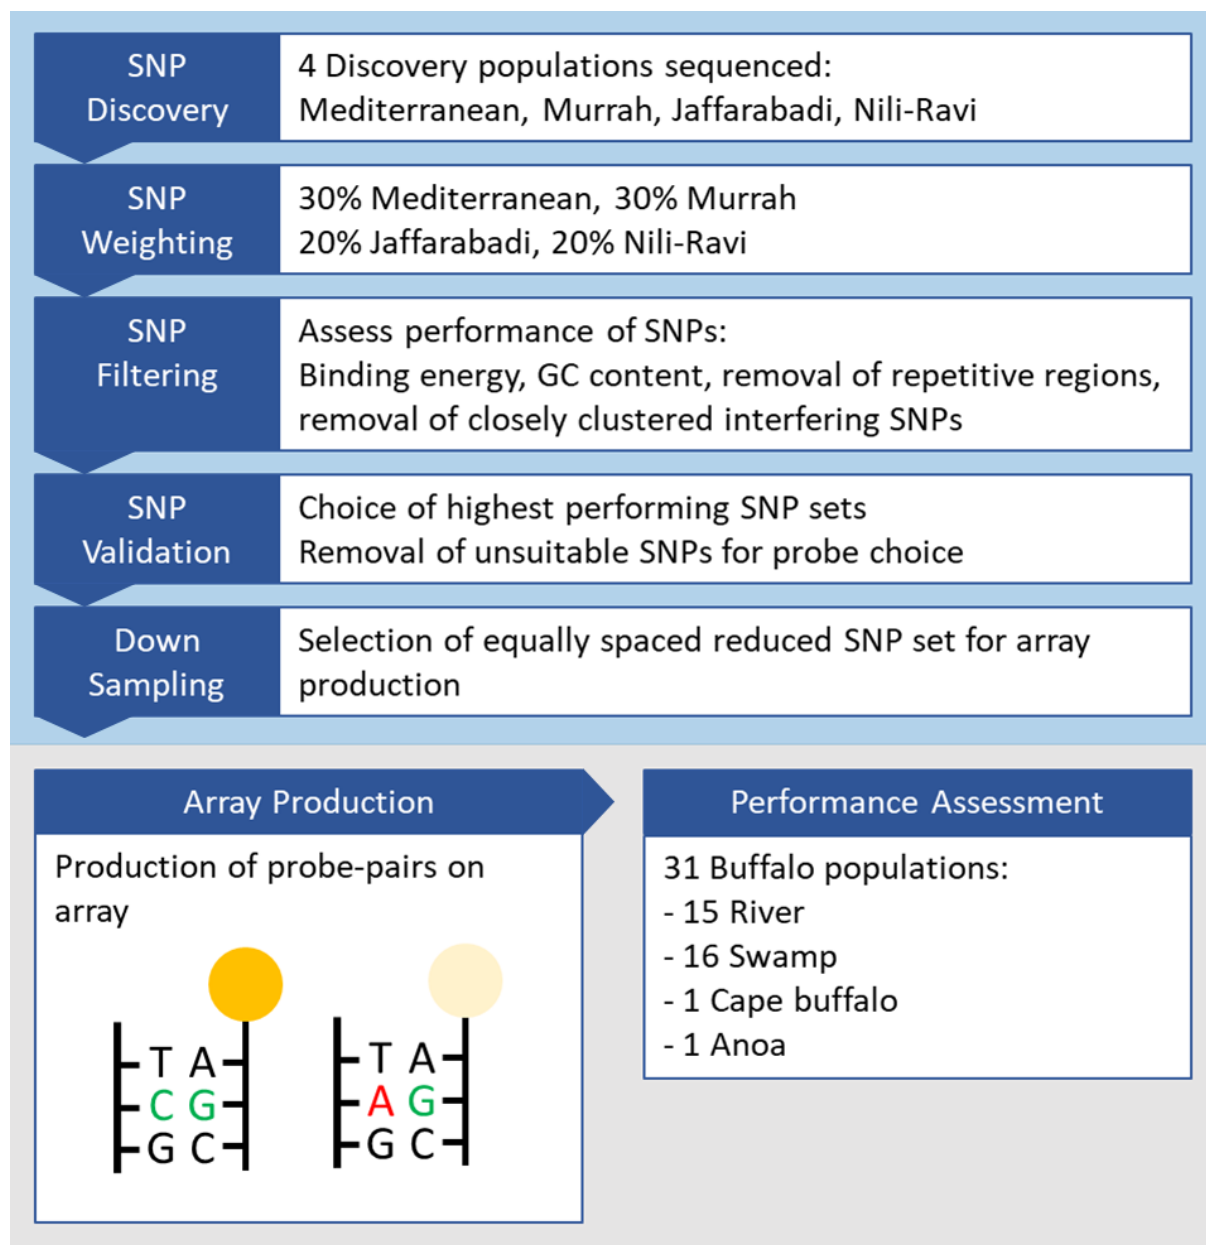 SNP
Discovery
4 Discovery populations sequenced:
Mediterranean, Murrah, Jaffarabadi, Nili-Ravi
SNP
Weighting
30% Mediterranean, 30% Murrah
20% Jaffarabadi, 20% Nili-Ravi
SNP
Filtering
Assess performance of SNPs:
Binding energy, GC content, removal of repetitive regions,
removal of closely clustered interfering SNPs
SNP
Validation
Choice of highest performing SNP sets
Removal of unsuitable SNPs for probe choice
Down
Sampling
Selection of equally spaced reduced SNP set for array
production
Array Production
Production of probe-pairs on
array
T A
C G
G C
T A
A G
G C
Performance Assessment
31 Buffalo populations:
- 15 River
- 16 Swamp
- 1 Cape buffalo
- 1 Anoa